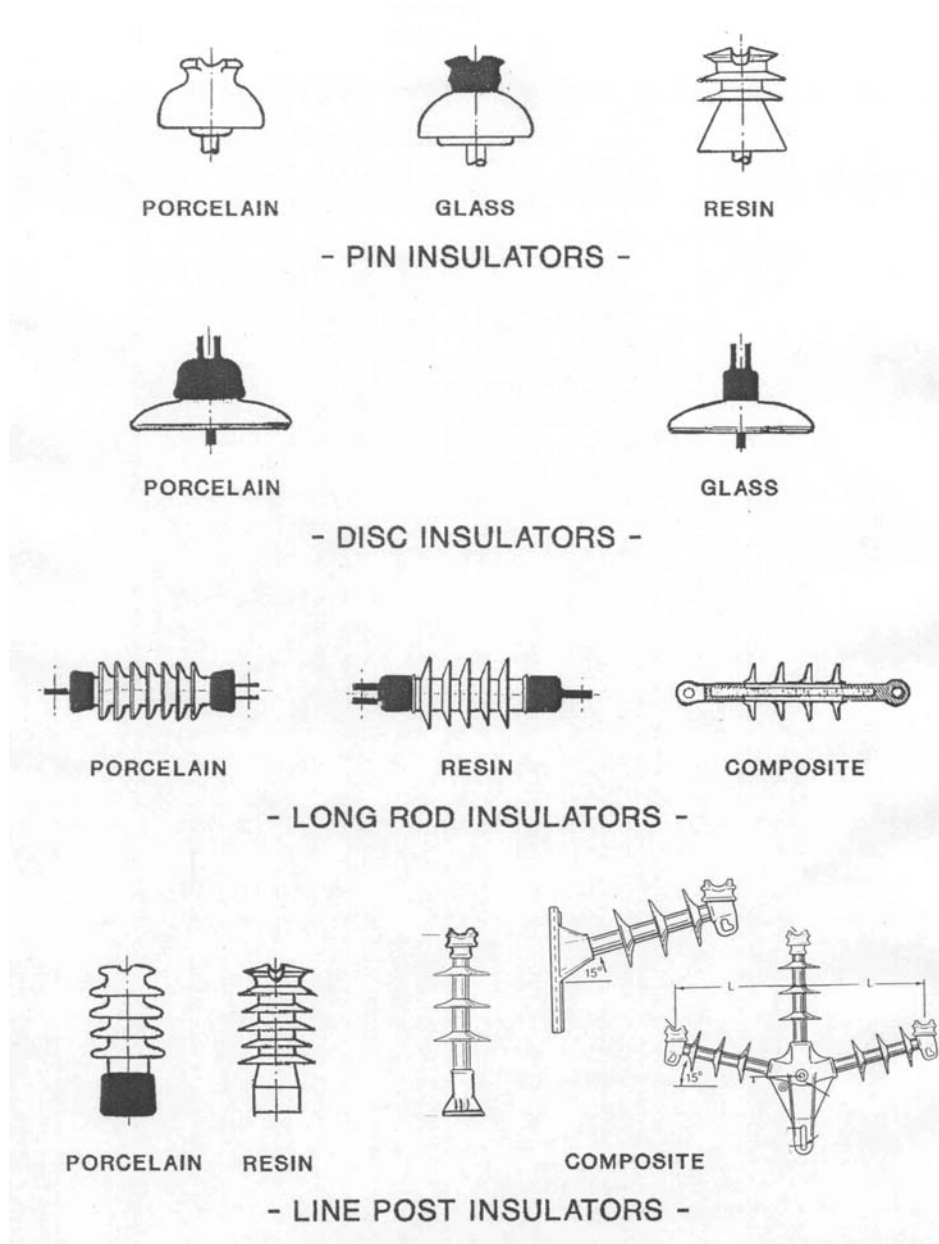 PORCELAIN GLASS RESIN
- PIN INSULATORS -
PORCELAIN GLASS
- DISC INSULATORS -
PORCELAIN RESIN COMPOSITE
- LONG ROD INSULATORS -
15°
L L
15°
PORCELAIN RESIN COMPOSITE
- LINE POST INSULATORS -